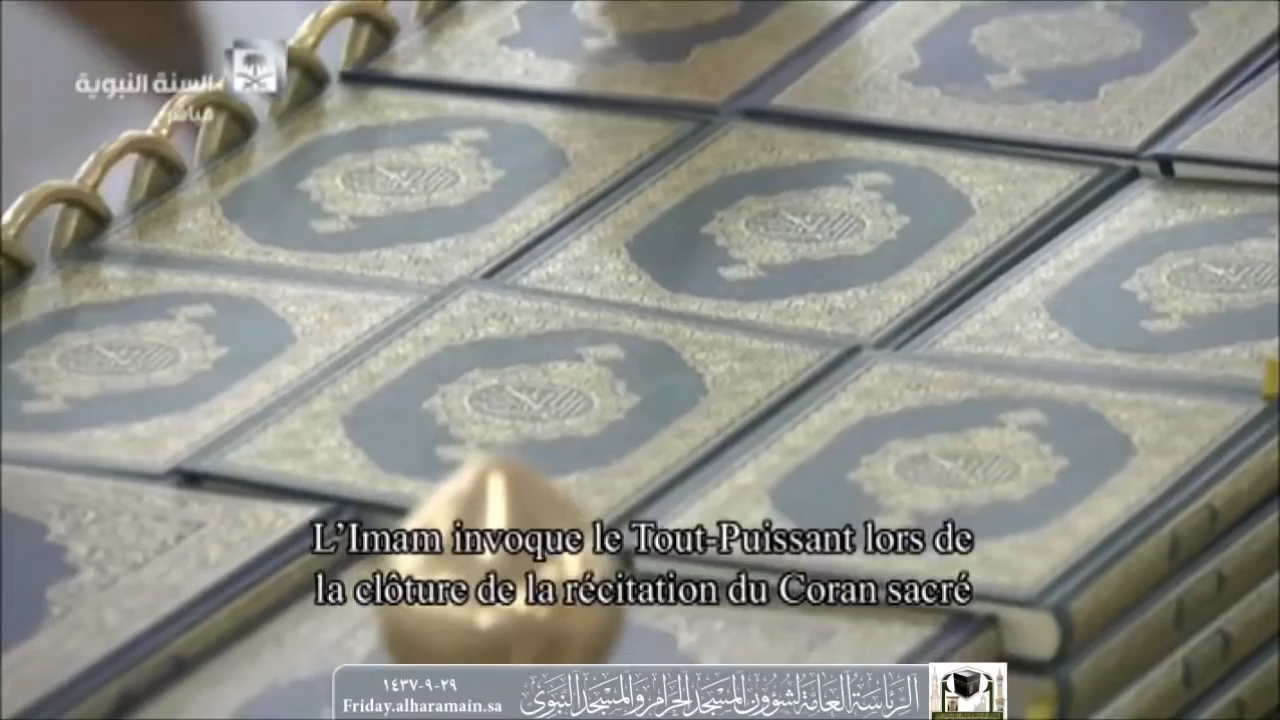 السنة النبوية
مباشر
L'Imam invoque le Tout-Puissant lors de
la clôture de la récitation du Coran sacré
١٤٣٧-٩-٢٩
Friday.alharamain.sa
الرئاسة العامة لشؤون المسجد الحرام والمسجد النبوي